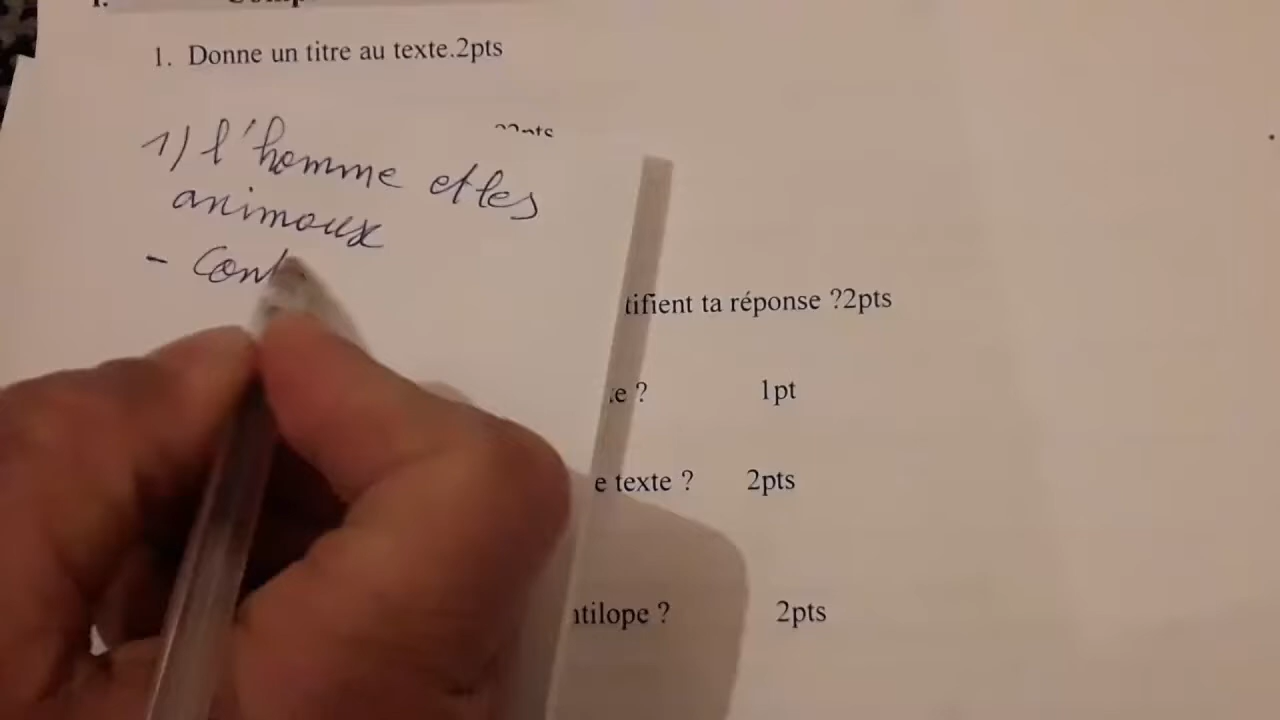 1. Donne un titre au texte.2pts
1) l'homme et les
animaux
- Cont
tifient ta réponse ?2pts
e ? 1pt
e texte ? 2pts
ntilope ? 2pts